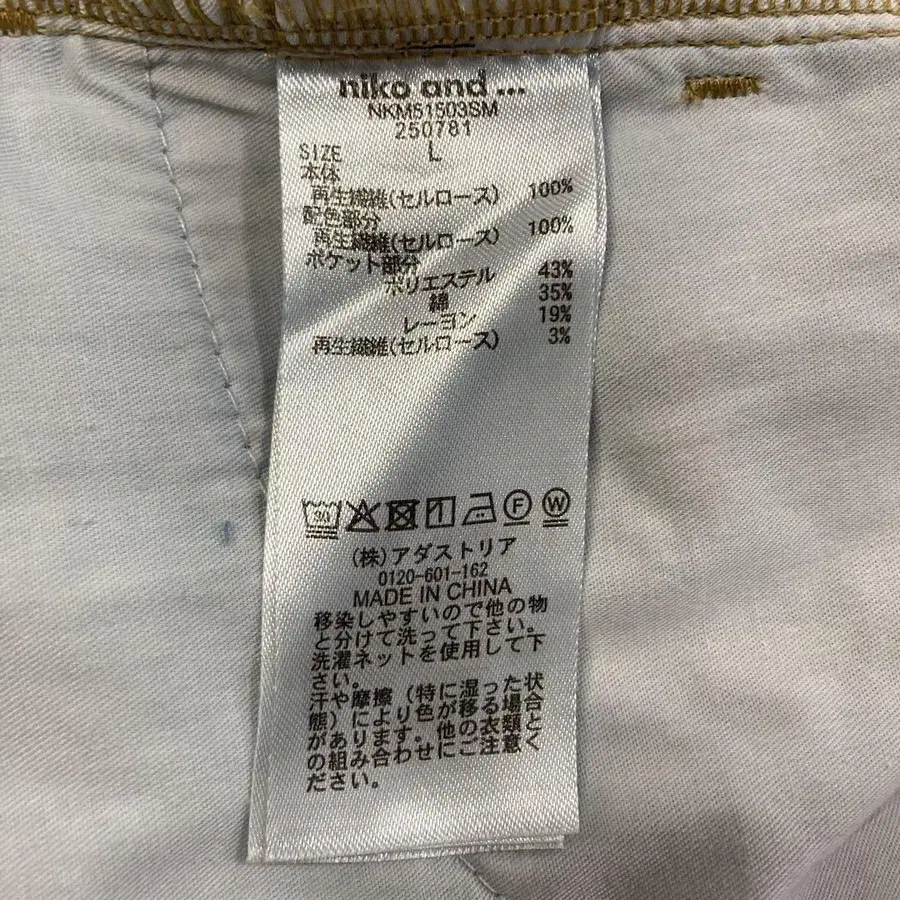 niko and ...
NKM51503SM
250781
SIZE L
本体
再生繊維(セルロース) 100%
配色部分
再生繊維(セルロース) 100%
ポケット部分
ポリエステル 43%
綿 35%
レーヨン 19%
再生繊維(セルロース) 3%
30
F W
(株)アダストリア
0120-601-162
MADE IN CHINA
移染しやすいので他の物
と分けて洗って下さい。
洗濯ネットを使用して下
さい。
汗や摩擦(特に湿った状
態)により色が移る場合
があります。他の衣類と
の組み合わせにご注意く
ださい。